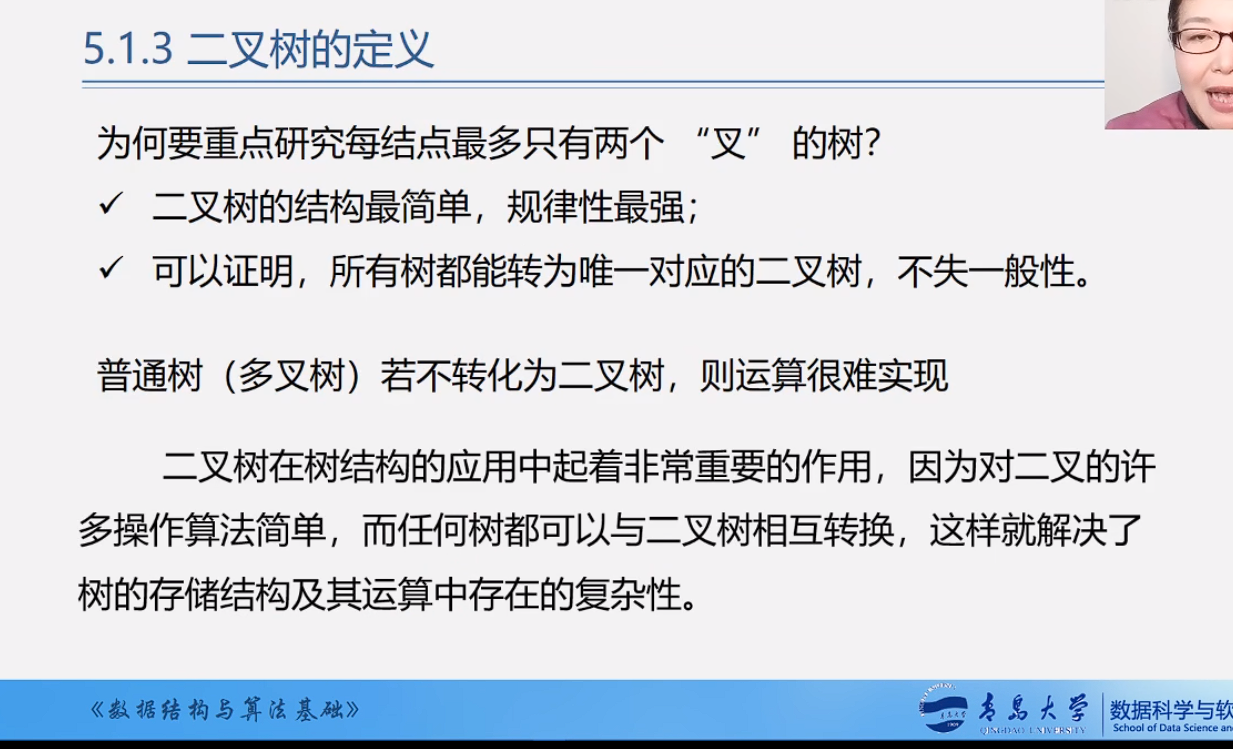 5.1.3 二叉树的定义
为何要重点研究每结点最多只有两个 “叉” 的树？
✓ 二叉树的结构最简单，规律性最强；
✓ 可以证明，所有树都能转为唯一对应的二叉树，不失一般性。
普通树（多叉树）若不转化为二叉树，则运算很难实现
二叉树在树结构的应用中起着非常重要的作用，因为对二叉的许
多操作算法简单，而任何树都可以与二叉树相互转换，这样就解决了
树的存储结构及其运算中存在的复杂性。
《数据结构与算法基础》
青岛大学
QINGDAO UNIVERSITY
数据科学与软
School of Data Science and